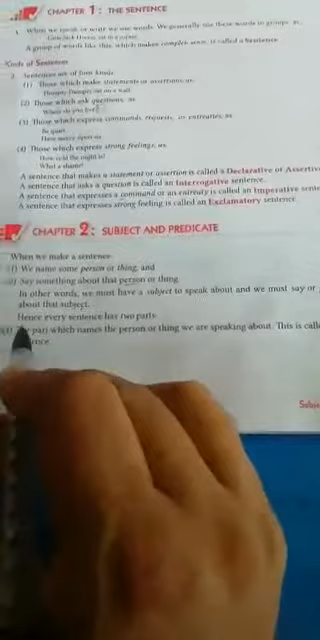 CHAPTER 1 : THE SENTENCE
1. When we speak or write we use words. We generally use these words in groups; as,
Little Jack Horner sat in a corner.
A group of words like this, which makes complete sense, is called a Sentence.
Kinds of Sentences
2. Sentences are of four kinds:
(1) Those which make statements or assertions; as,
Humpty Dumpty sat on a wall.
(2) Those which ask questions; as,
Where do you live?
(3) Those which express commands, requests, or entreaties; as,
Be quiet.
Have mercy upon us.
(4) Those which express strong feelings; as,
How cold the night is!
What a shame!
A sentence that makes a statement or assertion is called a Declarative or Assertiv
A sentence that asks a question is called an Interrogative sentence.
A sentence that expresses a command or an entreaty is called an Imperative sente
A sentence that expresses strong feeling is called an Exclamatory sentence.
CHAPTER 2 : SUBJECT AND PREDICATE
When we make a sentence
(1) We name some person or thing; and
Say something about that person or thing.
In other words, we must have a subject to speak about and we must say or
about that subject.
Hence every sentence has two parts
part which names the person or thing we are speaking about. This is calle